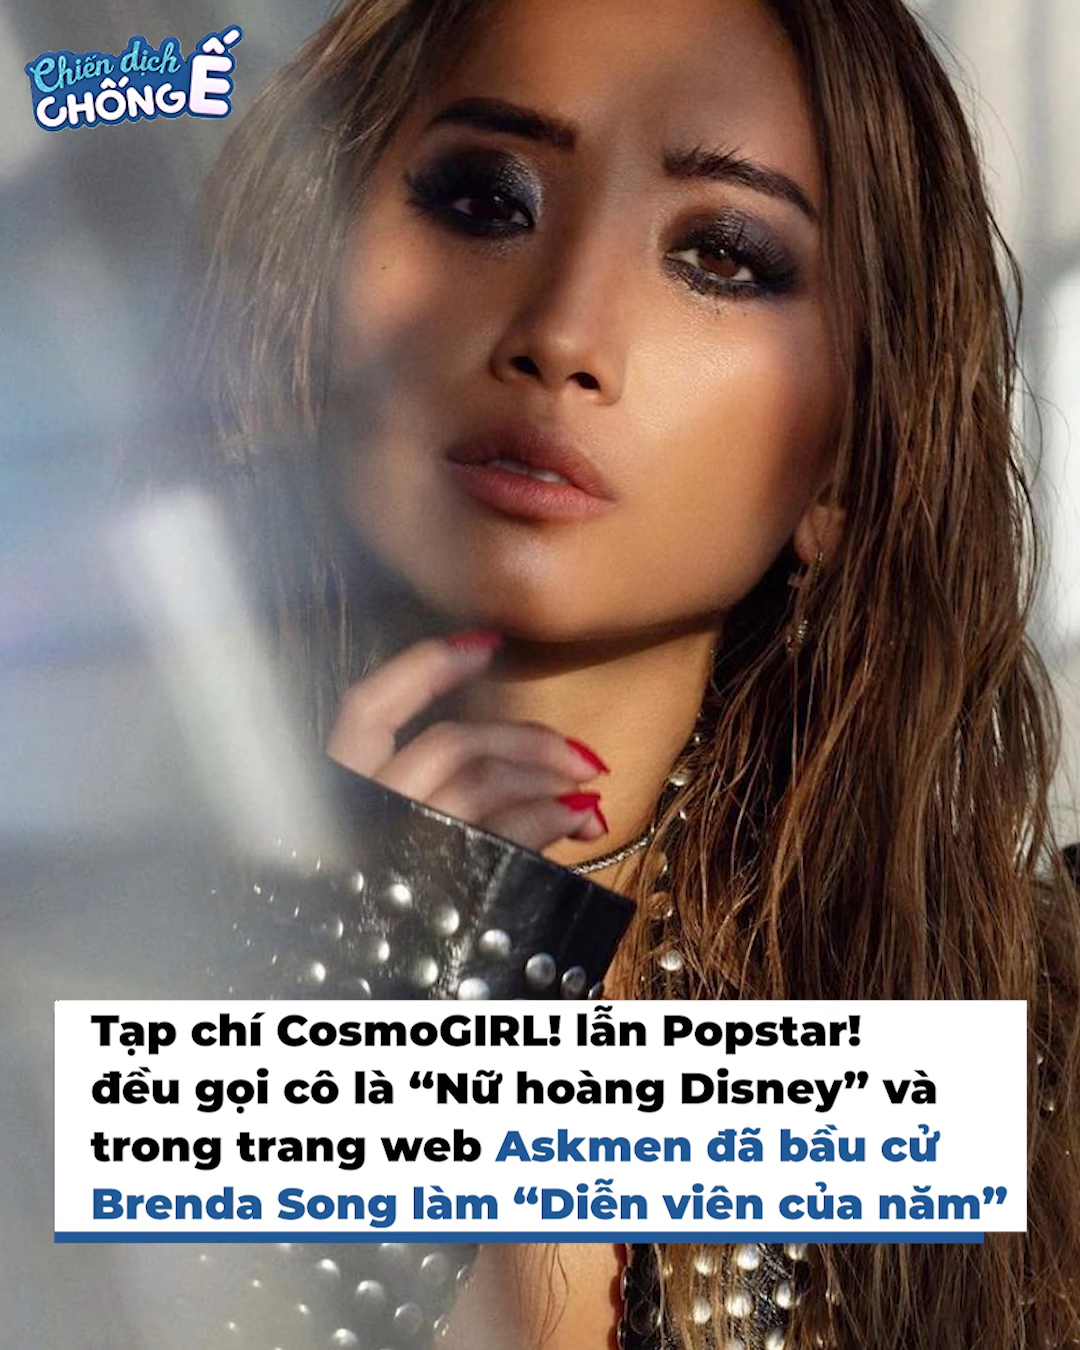 Chiến dịch
CHỐNG Ế
Tạp chí CosmoGIRL! lẫn Popstar!
đều gọi cô là “Nữ hoàng Disney” và
trong trang web Askmen đã bầu cử
Brenda Song làm “Diễn viên của năm”